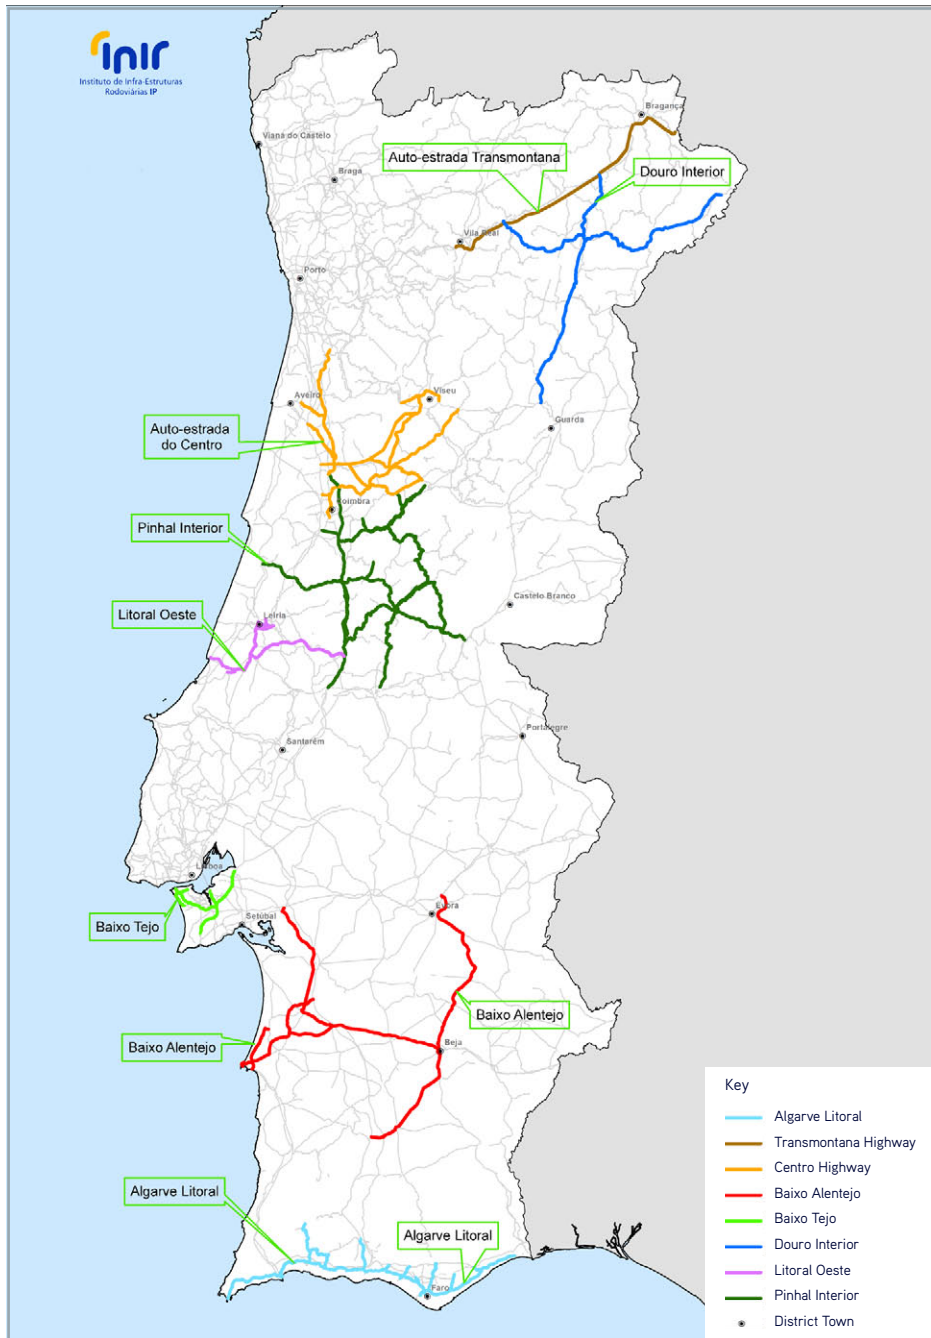 inir
Instituto de Infra-Estruturas
Rodoviárias IP
Bragança
Viana do Castelo
Auto-estrada Transmontana
Douro Interior
Braga
Vila Real
Porto
Aveiro
Viseu
Guarda
Auto-estrada
do Centro
Coimbra
Pinhal Interior
Castelo Branco
Litoral Oeste
Leiria
Portalegre
Santarém
Lisboa
Évora
Baixo Tejo
Setúbal
Baixo Alentejo
Baixo Alentejo
Beja
Key
Algarve Litoral
Transmontana Highway
Centro Highway
Baixo Alentejo
Baixo Tejo
Douro Interior
Litoral Oeste
Pinhal Interior
District Town
Algarve Litoral
Algarve Litoral
Faro